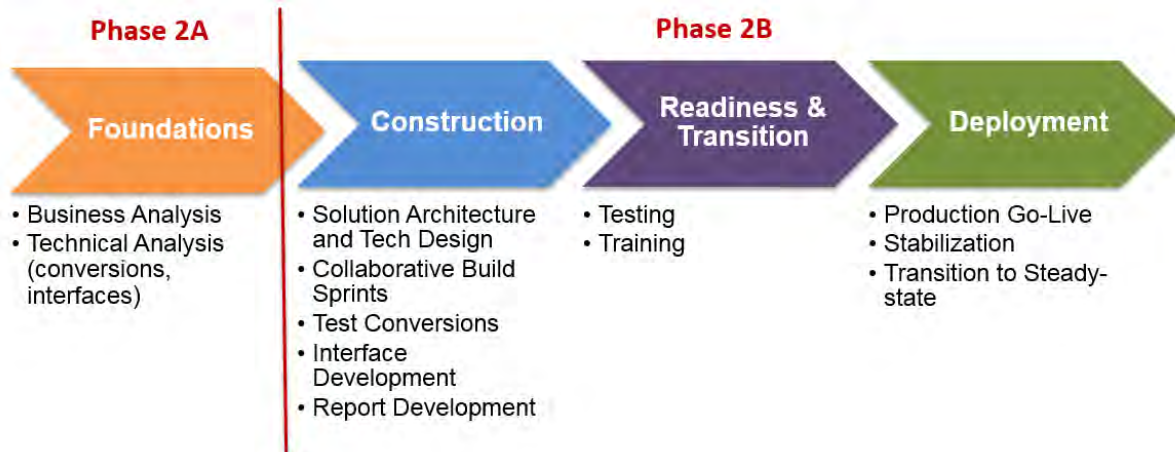 Phase 2A
Phase 2B
Foundations
• Business Analysis
• Technical Analysis
(conversions,
interfaces)
Construction
• Solution Architecture
and Tech Design
• Collaborative Build
Sprints
• Test Conversions
• Interface
Development
• Report Development
Readiness &
Transition
• Testing
• Training
Deployment
• Production Go-Live
• Stabilization
• Transition to Steady-
state